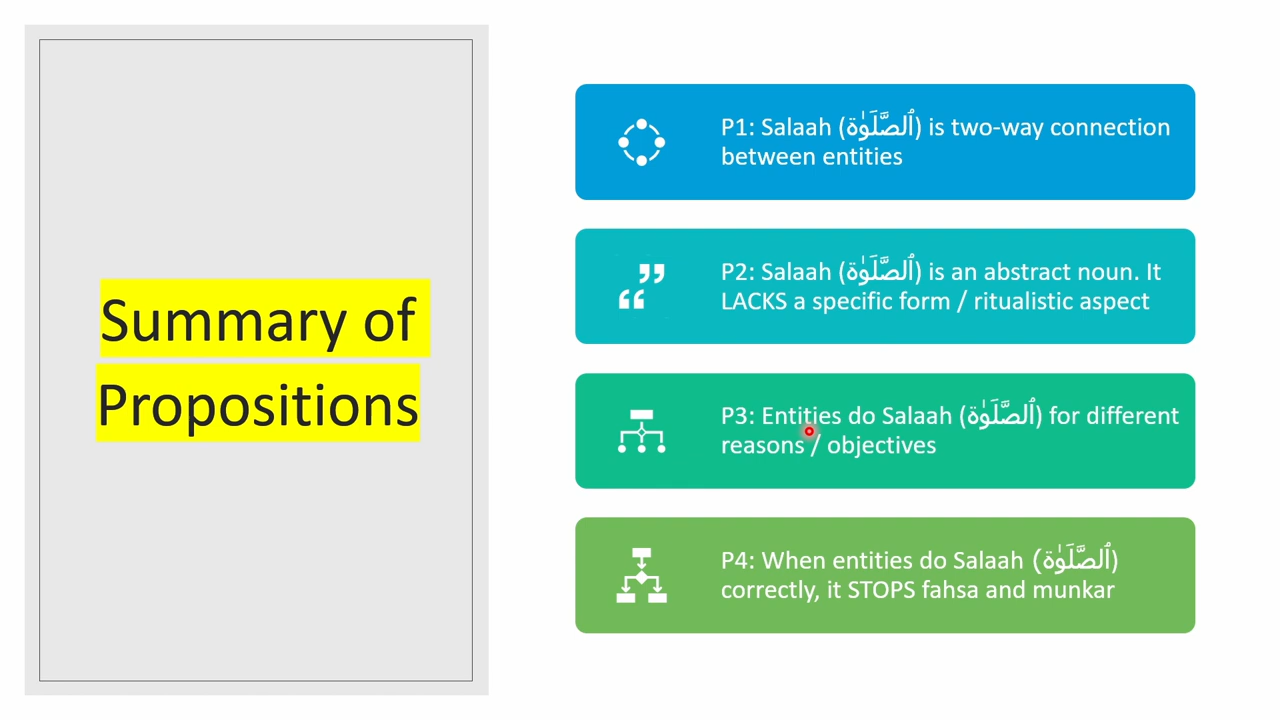 Summary of
Propositions
P1: Salaah (ٱلصَّلَوٰة) is two-way connection
between entities
P2: Salaah (ٱلصَّلَوٰة) is an abstract noun. It
LACKS a specific form / ritualistic aspect
P3: Entities do Salaah (ٱلصَّلَوٰة) for different
reasons / objectives
P4: When entities do Salaah (ٱلصَّلَوٰة)
correctly, it STOPS fahsa and munkar